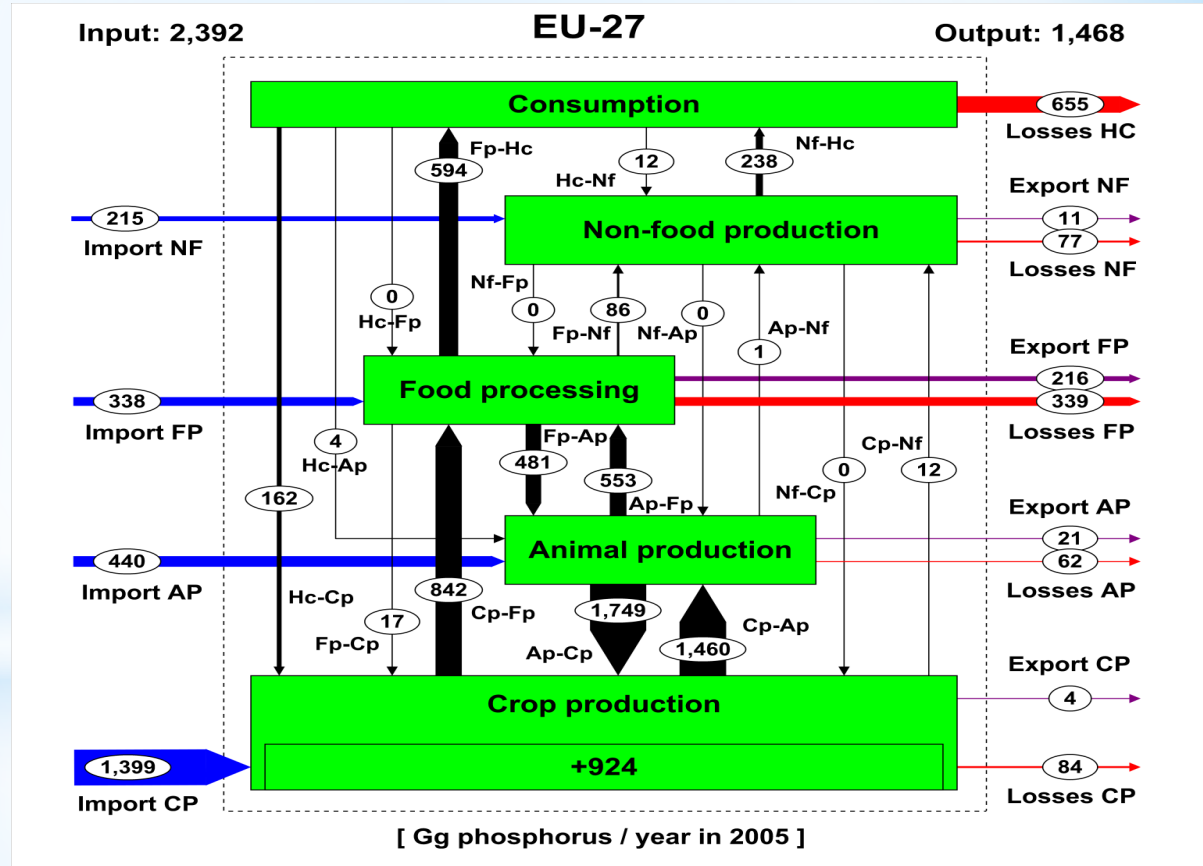 Input: 2,392
EU-27
Output: 1,468
Consumption
655
Losses HC
Fp-Hc
594
12
Hc-Nf
238
Nf-Hc
215
Import NF
Non-food production
Export NF
11
77
Losses NF
0
Hc-Fp
Nf-Fp
0
86
Fp-Nf
Nf-Ap
0
Ap-Nf
1
338
Import FP
Food processing
Export FP
216
339
Losses FP
4
Hc-Ap
Fp-Ap
481
553
Ap-Fp
162
Cp-Nf
0
12
Nf-Cp
440
Import AP
Animal production
Export AP
21
62
Losses AP
Hc-Cp
17
Fp-Cp
842
Cp-Fp
1,749
Ap-Cp
Cp-Ap
1,460
Crop production
Export CP
4
1,399
Import CP
+924
84
Losses CP
[ Gg phosphorus / year in 2005 ]